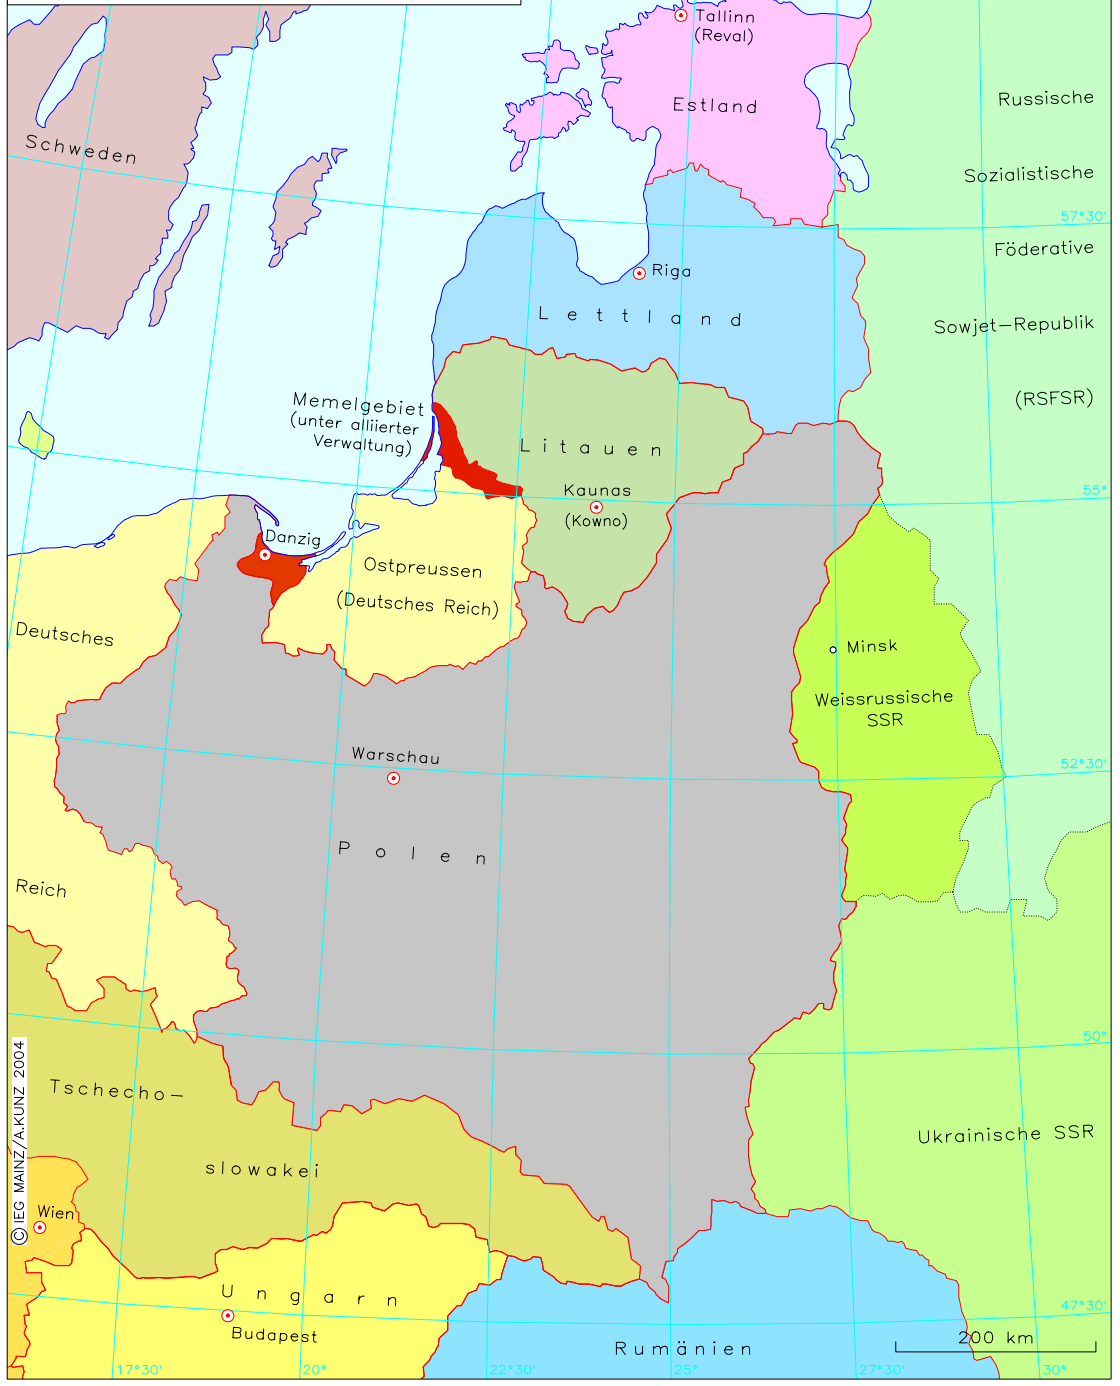 Tallinn
(Reval)
Estland
Russische
Schweden
Sozialistische
57°30'
Föderative
Riga
Lettland
Sowjet-Republik
(RSFSR)
Memelgebiet
(unter alliierter
Verwaltung)
Litauen
Kaunas
(Kowno)
55°
Danzig
Ostpreussen
(Deutsches Reich)
Deutsches
Minsk
Weissrussische
SSR
Warschau
52°30'
Polen
Reich
50°
© IEG MAINZ/A.KUNZ 2004
Tschecho-
Ukrainische SSR
slowakei
Wien
Ungarn
47°30'
Budapest
200 km
Rumänien
17°30'
20°
22°30'
25°
27°30'
30°